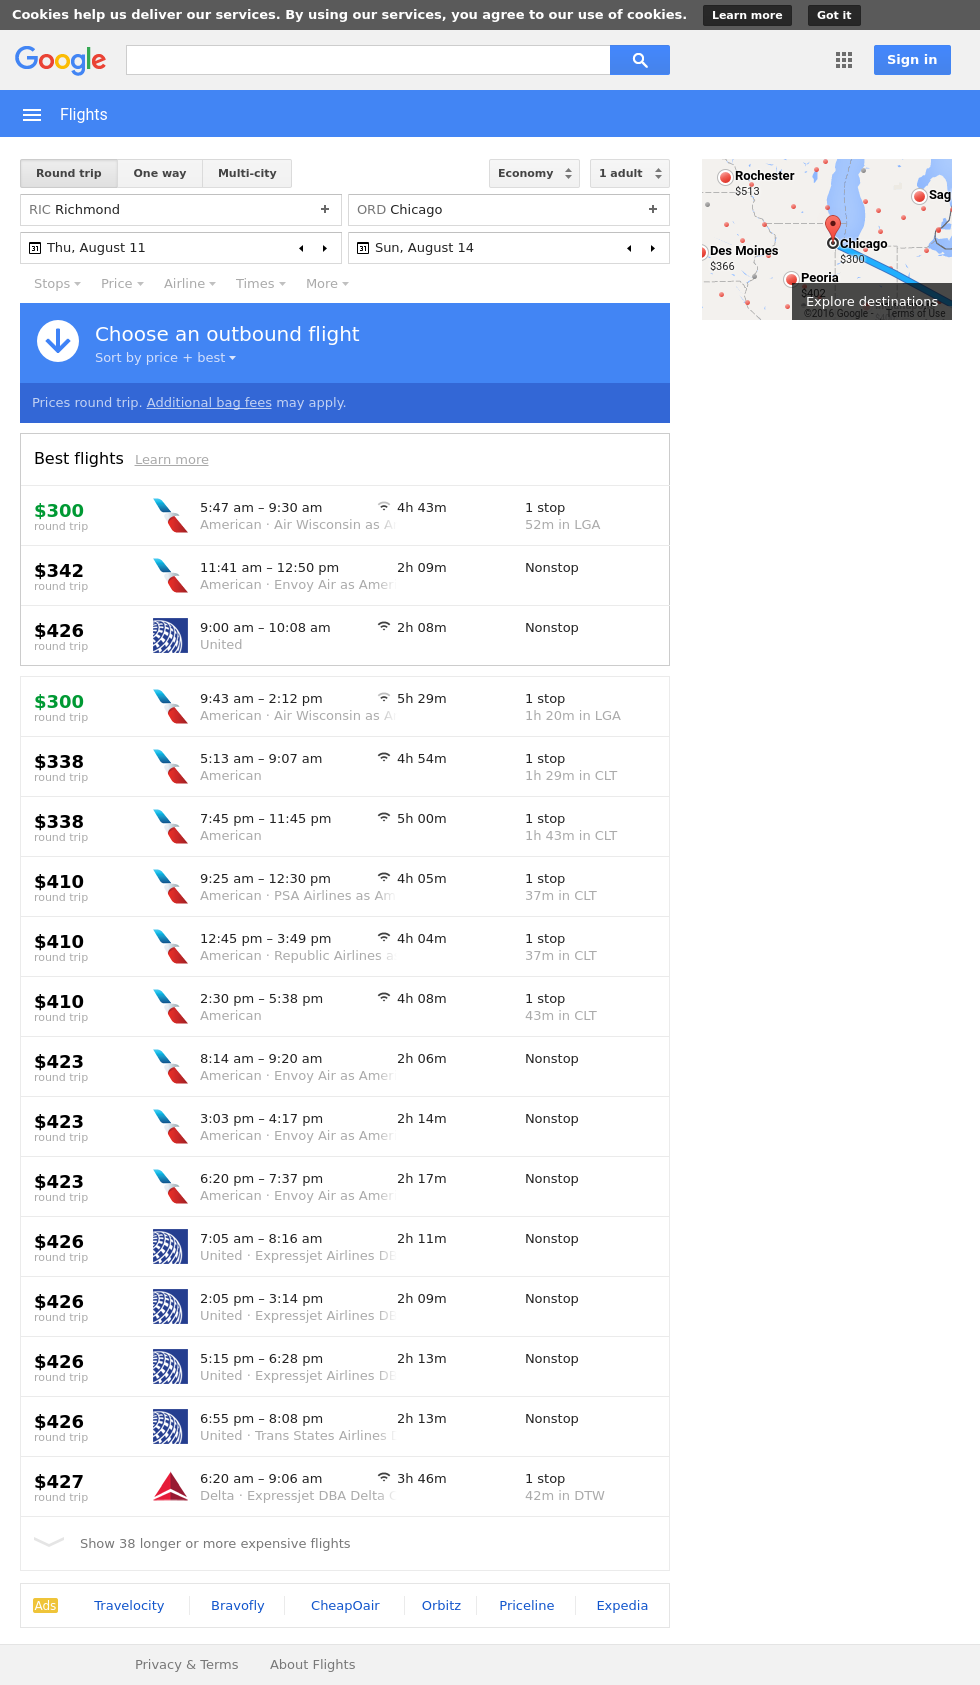 Cookies help us deliver our services. By using our services, you agree to our use of cookies. Learn more Got it
Google Sign in
Flights
Round trip One way Multi-city Economy 1 adult
RIC Richmond + ORD Chicago +
31 Thu, August 11 31 Sun, August 14
Stops Price Airline Times More
Rochester
$513
Sag
Chicago
$300
Des Moines
$366
Peoria
$402
Explore destinations
©2016 Google - Terms of Use
Choose an outbound flight
Sort by price + best
Prices round trip. Additional bag fees may apply.
Best flights Learn more
$300 5:47 am – 9:30 am 4h 43m 1 stop
round trip American · Air Wisconsin as A 52m in LGA
$342 11:41 am – 12:50 pm 2h 09m Nonstop
round trip American · Envoy Air as Amer
$426 9:00 am – 10:08 am 2h 08m Nonstop
round trip United
$300 9:43 am – 2:12 pm 5h 29m 1 stop
round trip American · Air Wisconsin as A 1h 20m in LGA
$338 5:13 am – 9:07 am 4h 54m 1 stop
round trip American 1h 29m in CLT
$338 7:45 pm – 11:45 pm 5h 00m 1 stop
round trip American 1h 43m in CLT
$410 9:25 am – 12:30 pm 4h 05m 1 stop
round trip American · PSA Airlines as Am 37m in CLT
$410 12:45 pm – 3:49 pm 4h 04m 1 stop
round trip American · Republic Airlines a 37m in CLT
$410 2:30 pm – 5:38 pm 4h 08m 1 stop
round trip American 43m in CLT
$423 8:14 am – 9:20 am 2h 06m Nonstop
round trip American · Envoy Air as Amer
$423 3:03 pm – 4:17 pm 2h 14m Nonstop
round trip American · Envoy Air as Amer
$423 6:20 pm – 7:37 pm 2h 17m Nonstop
round trip American · Envoy Air as Amer
$426 7:05 am – 8:16 am 2h 11m Nonstop
round trip United · Expressjet Airlines DB
$426 2:05 pm – 3:14 pm 2h 09m Nonstop
round trip United · Expressjet Airlines DB
$426 5:15 pm – 6:28 pm 2h 13m Nonstop
round trip United · Expressjet Airlines DB
$426 6:55 pm – 8:08 pm 2h 13m Nonstop
round trip United · Trans States Airlines D
$427 6:20 am – 9:06 am 3h 46m 1 stop
round trip Delta · Expressjet DBA Delta C 42m in DTW
Show 38 longer or more expensive flights
Ads Travelocity Bravofly CheapOair Orbitz Priceline Expedia
Privacy & Terms About Flights